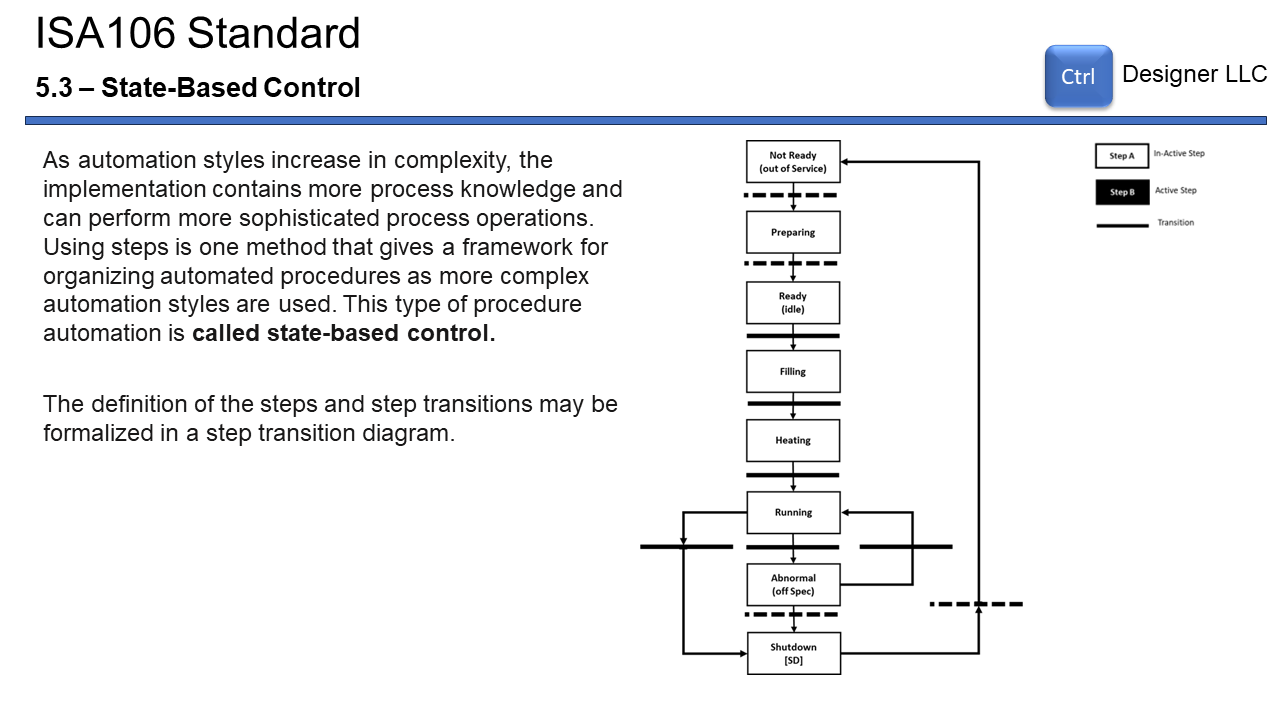 ISA106 Standard
5.3 – State-Based Control
Ctrl
Designer LLC
As automation styles increase in complexity, the
implementation contains more process knowledge and
can perform more sophisticated process operations.
Using steps is one method that gives a framework for
organizing automated procedures as more complex
automation styles are used. This type of procedure
automation is called state-based control.
The definition of the steps and step transitions may be
formalized in a step transition diagram.
Not Ready
(out of Service)
Preparing
Ready
(idle)
Filling
Heating
Running
Abnormal
(off Spec)
Shutdown
[SD]
Step A
In-Active Step
Step B
Active Step
Transition